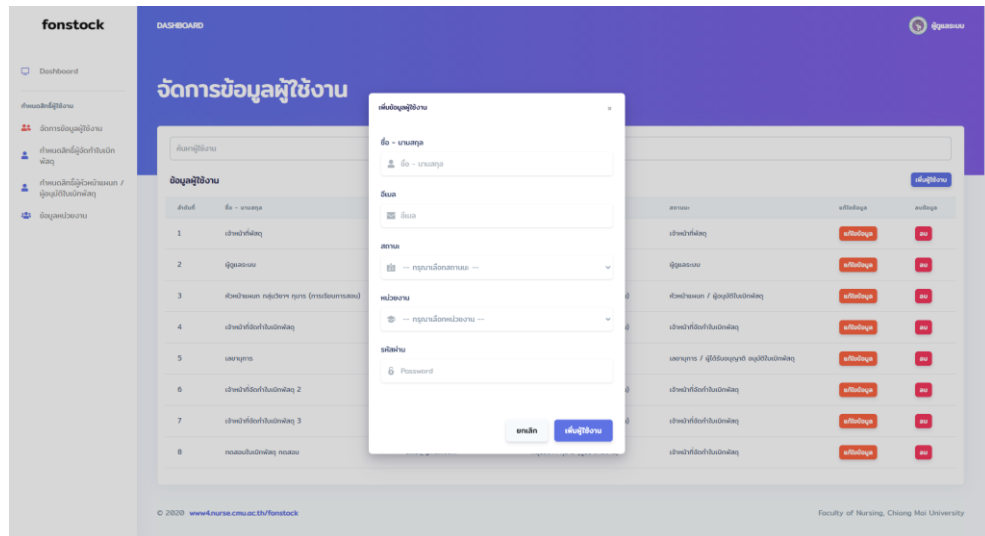 fonstock
DASHBOARD
ผู้ดูแลระบบ
Dashboard
กำหนดสิทธิ์ผู้ใช้งาน
จัดการข้อมูลผู้ใช้งาน
กำหนดสิทธิ์ผู้จัดทำใบเบิก
พัสดุ
กำหนดสิทธิ์ผู้หัวหน้าแผนก /
ผู้อนุมัติใบเบิกพัสดุ
ข้อมูลหน่วยงาน
จัดการข้อมูลผู้ใช้งาน
ค้นหาผู้ใช้งาน
ข้อมูลผู้ใช้งาน
เพิ่มผู้ใช้งาน
ลำดับที่ ชื่อ - นามสกุล สถานะ แก้ไขข้อมูล ลบข้อมูล
1 เจ้าหน้าที่พัสดุ เจ้าหน้าที่พัสดุ แก้ไขข้อมูล ลบ
2 ผู้ดูแลระบบ ผู้ดูแลระบบ แก้ไขข้อมูล ลบ
3 หัวหน้าแผนก กลุ่มวิชาฯ กุมาร (การเรียนการสอน) หัวหน้าแผนก / ผู้อนุมัติใบเบิกพัสดุ แก้ไขข้อมูล ลบ
4 เจ้าหน้าที่จัดทำใบเบิกพัสดุ เจ้าหน้าที่จัดทำใบเบิกพัสดุ แก้ไขข้อมูล ลบ
5 เลขานุการ เลขานุการ / ผู้ได้รับอนุญาติ อนุมัติใบเบิกพัสดุ แก้ไขข้อมูล ลบ
6 เจ้าหน้าที่จัดทำใบเบิกพัสดุ 2 เจ้าหน้าที่จัดทำใบเบิกพัสดุ แก้ไขข้อมูล ลบ
7 เจ้าหน้าที่จัดทำใบเบิกพัสดุ 3 เจ้าหน้าที่จัดทำใบเบิกพัสดุ แก้ไขข้อมูล ลบ
8 ทดสอบใบเบิกพัสดุ ทดสอบ เจ้าหน้าที่จัดทำใบเบิกพัสดุ แก้ไขข้อมูล ลบ
เพิ่มข้อมูลผู้ใช้งาน ×
ชื่อ - นามสกุล
ชื่อ - นามสกุล
อีเมล
อีเมล
สถานะ
-- กรุณาเลือกสถานะ --
หน่วยงาน
-- กรุณาเลือกหน่วยงาน --
รหัสผ่าน
Password
ยกเลิก เพิ่มผู้ใช้งาน
© 2020 www4.nurse.cmu.ac.th/fonstock
Faculty of Nursing, Chiang Mai University